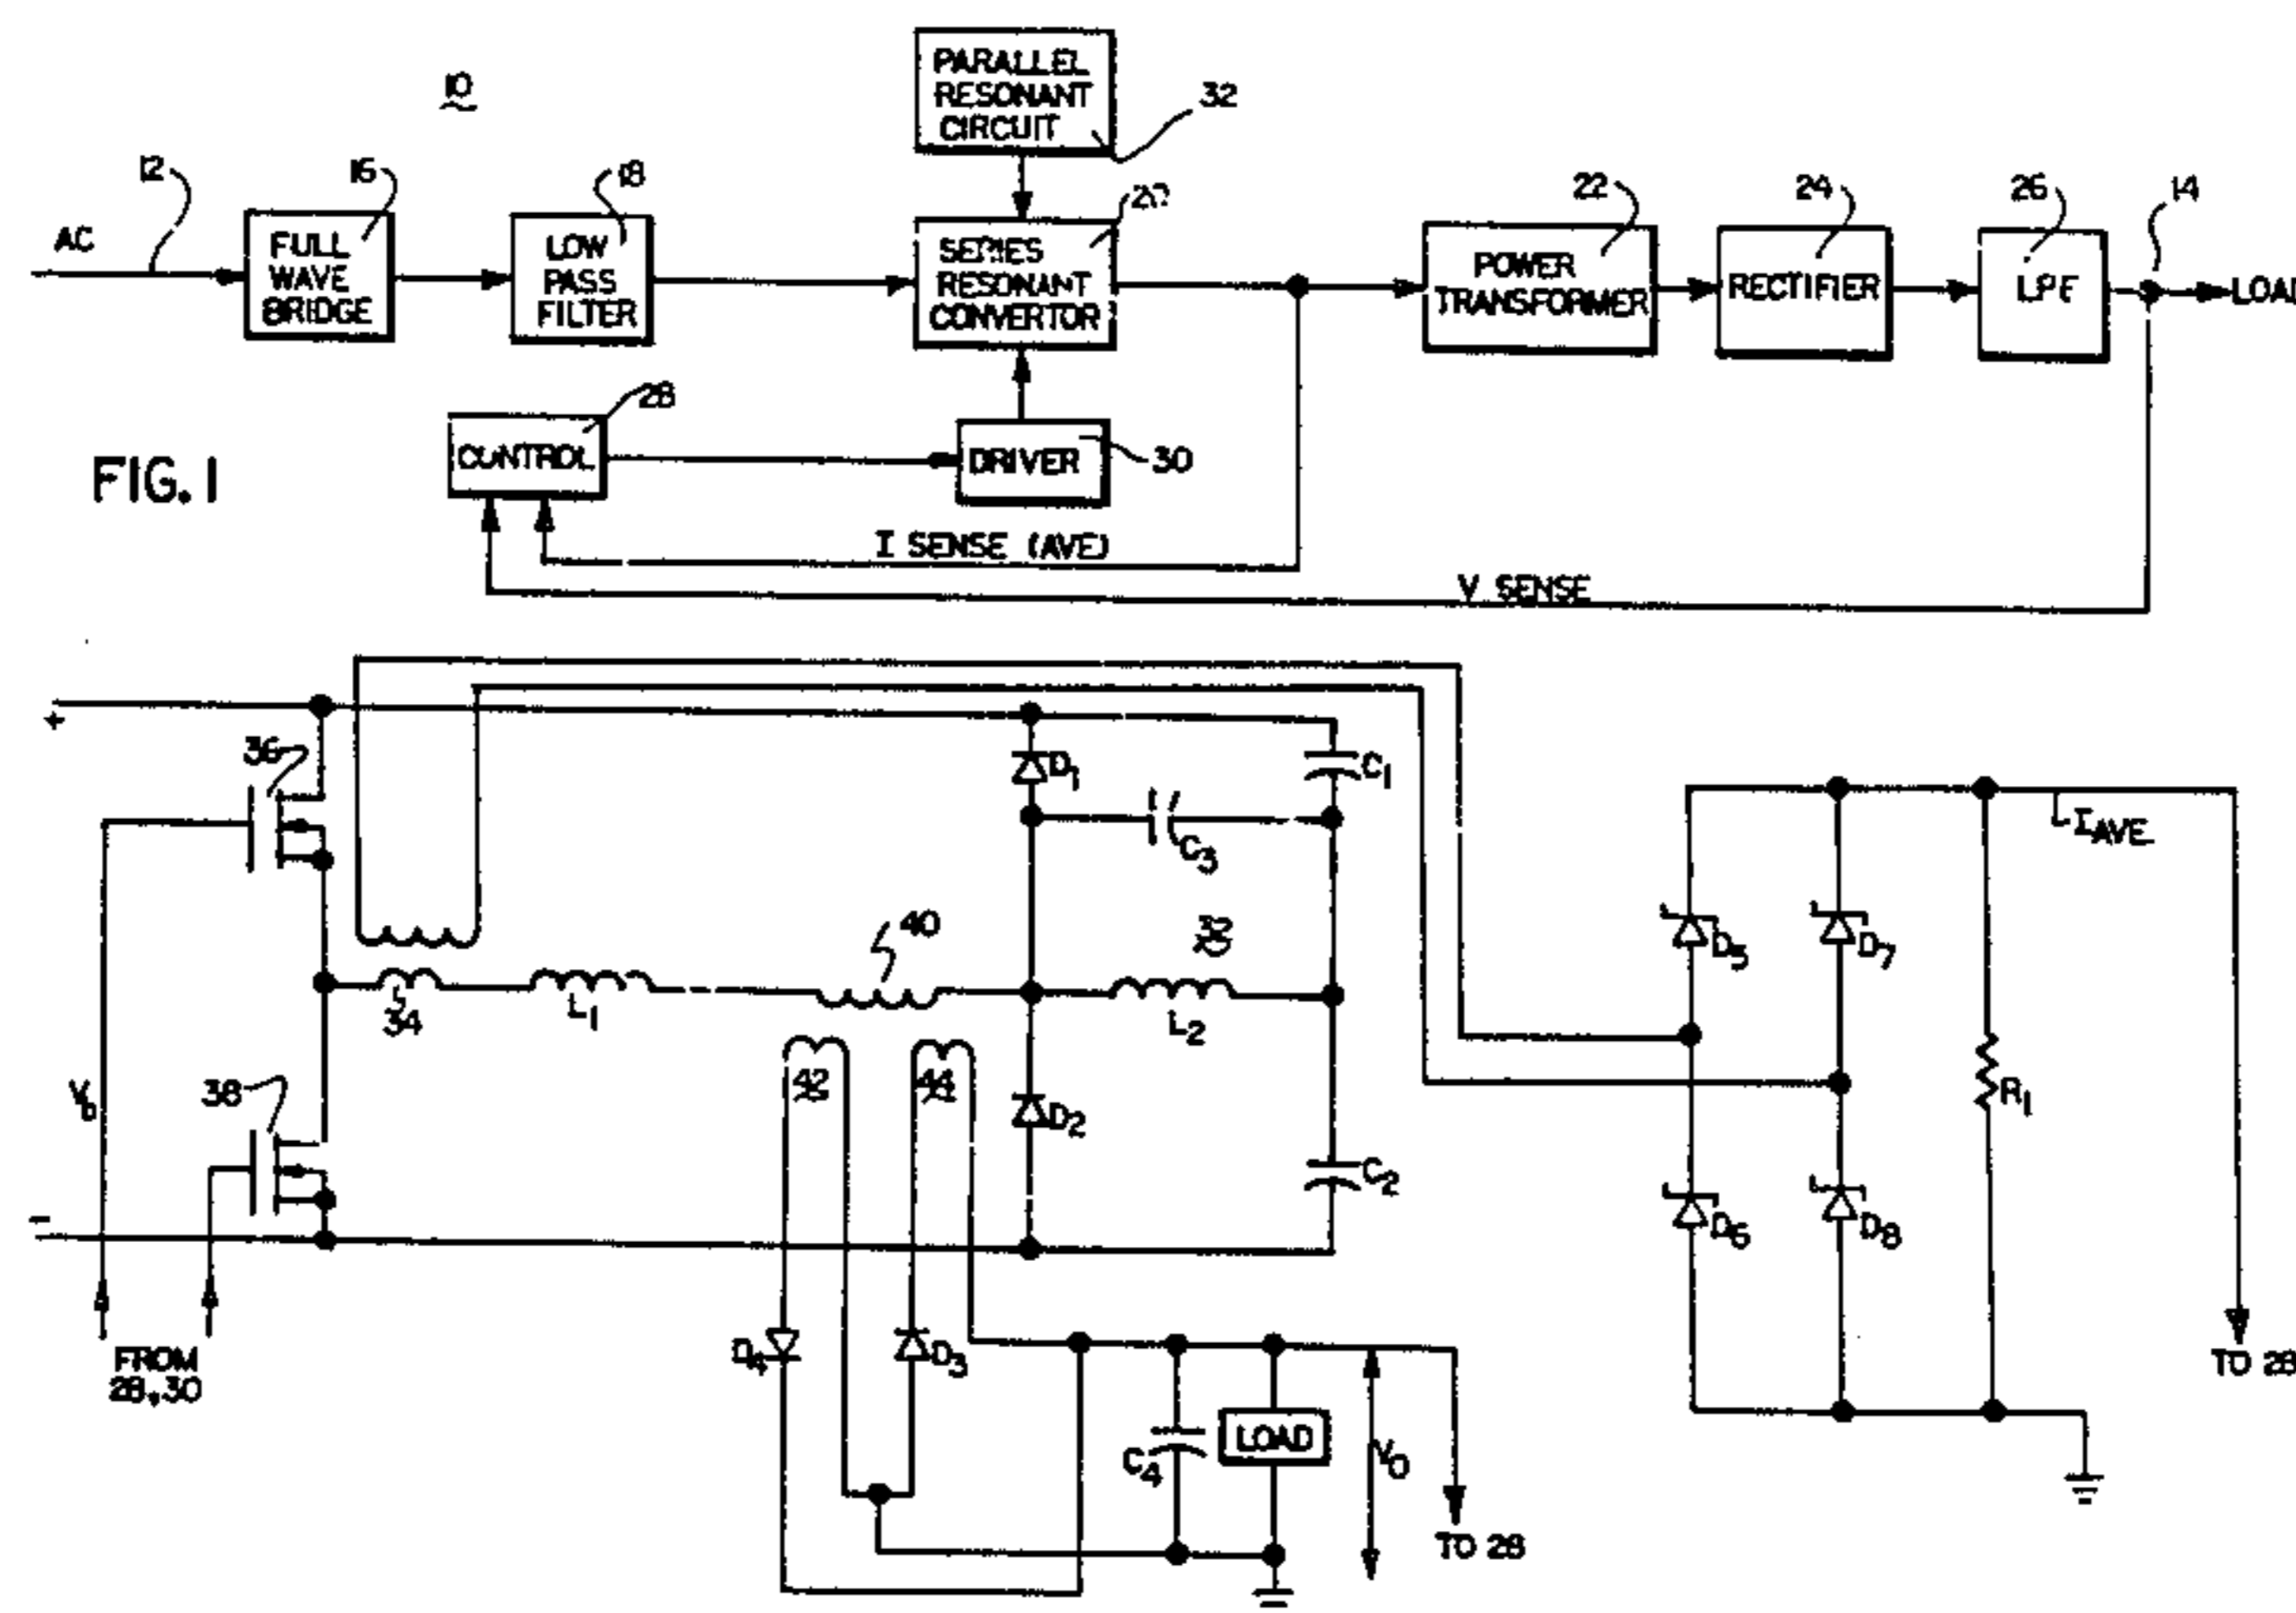 10
PARALLEL
RESONANT
CIRCUIT
32
12
16
18
22
24
26
14
AC
FULL
WAVE
BRIDGE
LOW
PASS
FILTER
SERIES
RESONANT
CONVERTOR
POWER
TRANSFORMER
RECTIFIER
LPF
LOAD
28
CONTROL
DRIVER
30
FIG. 1
I SENSE (AVE)
V SENSE
+
36
D1
C1
C3
IAVE
40
32
D5
D7
34
L1
L2
42
44
R1
Vb
38
D2
C2
D6
D8
-
FROM
28,30
D4
D3
LOAD
C4
VO
TO 28
TO 28